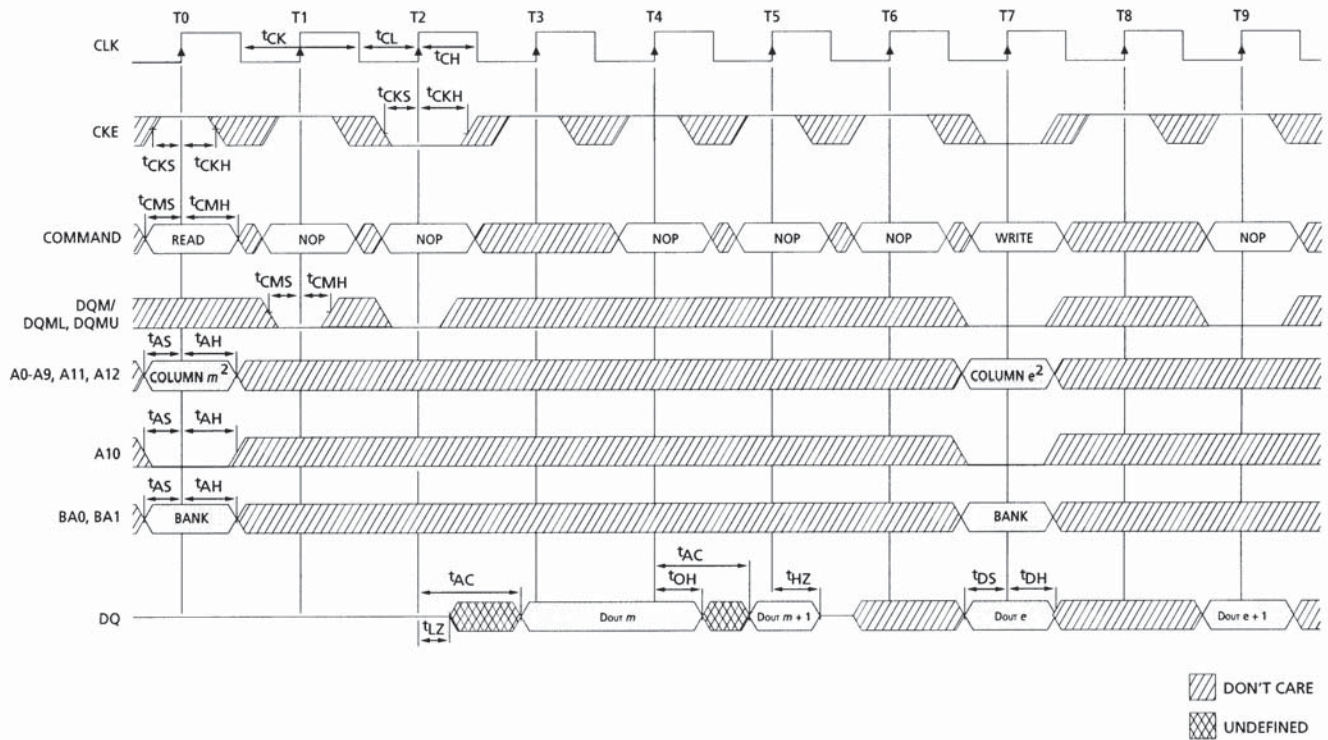 T0 T1 T2 T3 T4 T5 T6 T7 T8 T9
CLK
tCK tCL
tCH
tCKS tCKH
CKE
tCKS tCKH
tCMS tCMH
COMMAND READ NOP NOP NOP NOP NOP WRITE NOP
tCMS tCMH
DQM/
DQML, DQMU
tAS tAH
A0-A9, A11, A12 COLUMN m² COLUMN e²
tAS tAH
A10
tAS tAH
BA0, BA1 BANK BANK
tAC tAC
tOH tHZ tDS tDH
DQ DOUT m DOUT m + 1 DOUT e DOUT e + 1
tLZ
DON'T CARE
UNDEFINED